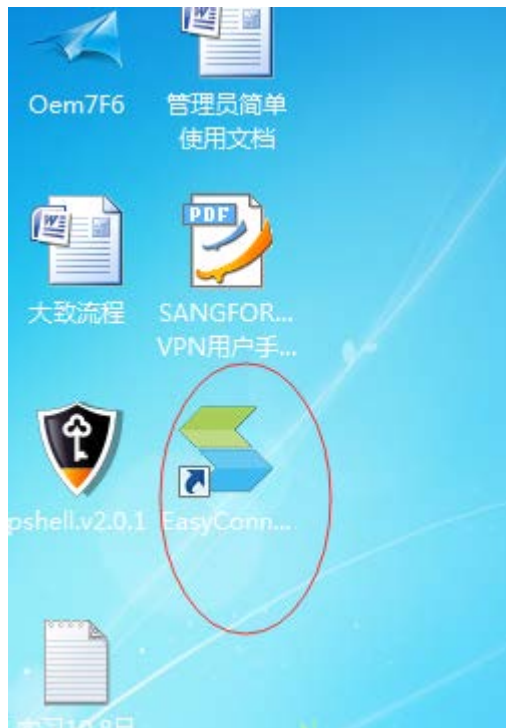 Oem7F6
管理员简单
使用文档
PDF
大致流程
SANGFOR...
VPN用户手...
pshell.v2.0.1
EasyConn...